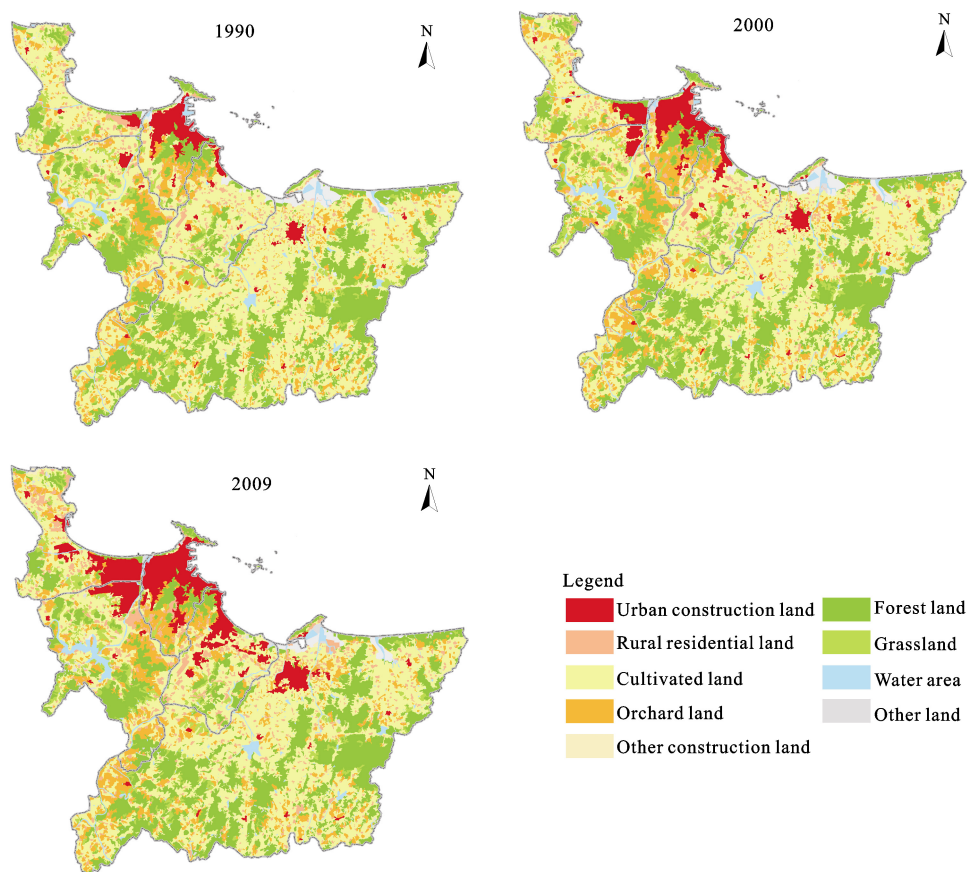 1990
N
2000
N
2009
N
Legend
Urban construction land
Rural residential land
Cultivated land
Orchard land
Other construction land
Forest land
Grassland
Water area
Other land